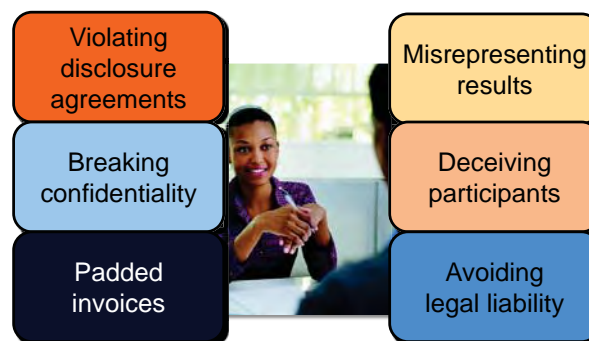 Violating
disclosure
agreements
Breaking
confidentiality
Padded
invoices
Misrepresenting
results
Deceiving
participants
Avoiding
legal liability